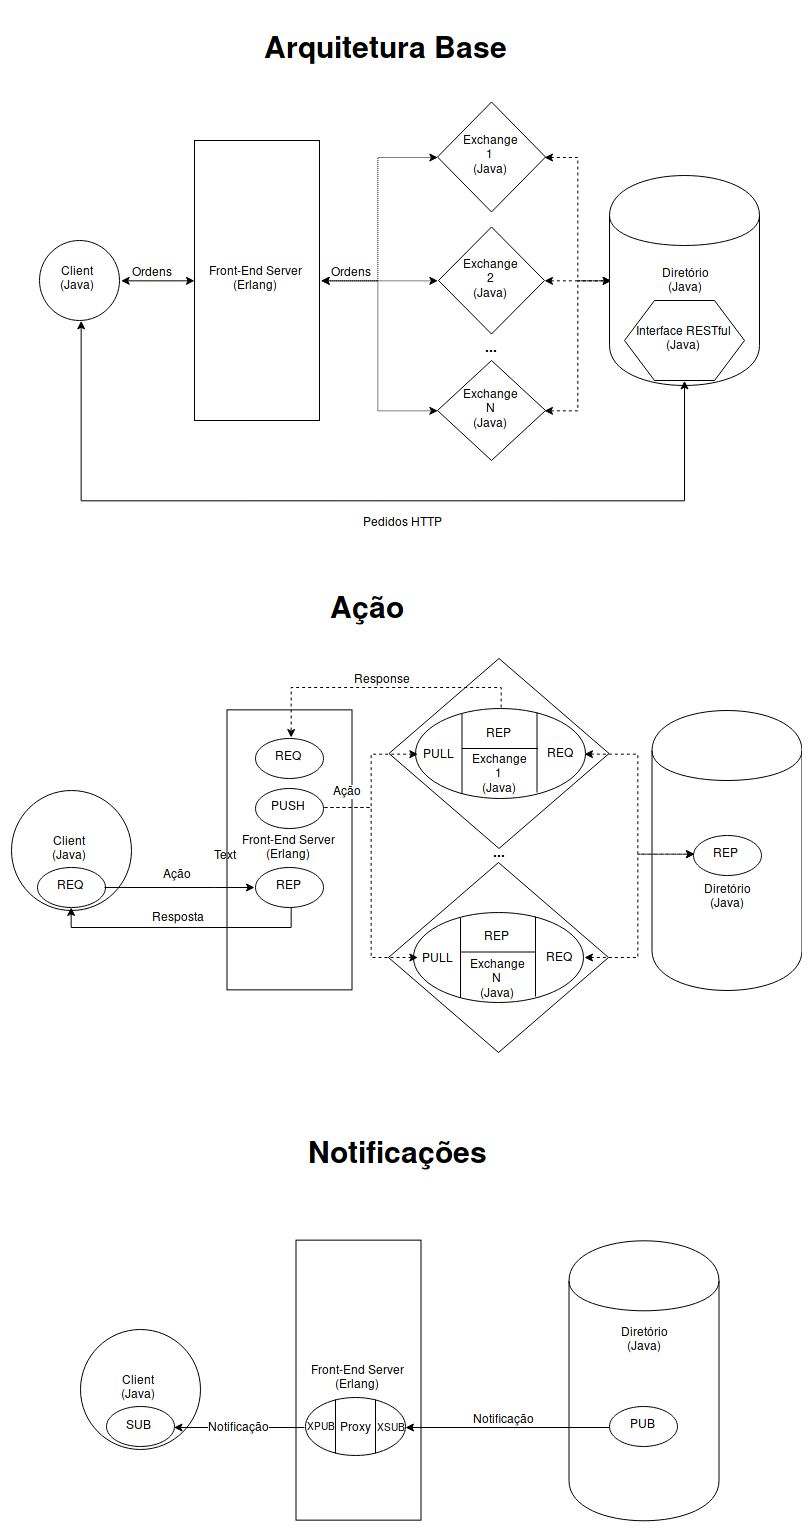 Arquitetura Base
Exchange
1
(Java)
Client
(Java)
Ordens
Front-End Server
(Erlang)
Ordens
Exchange
2
(Java)
Diretório
(Java)
Interface RESTful
(Java)
...
Exchange
N
(Java)
Pedidos HTTP
Ação
Response
REQ
PULL
REP
Exchange
1
(Java)
REQ
Ação
PUSH
Client
(Java)
REQ
Text
Front-End Server
(Erlang)
Ação
REP
Resposta
...
REP
Diretório
(Java)
PULL
REP
Exchange
N
(Java)
REQ
Notificações
Diretório
(Java)
Client
(Java)
SUB
Notificação
Front-End Server
(Erlang)
XPUB
Proxy
XSUB
Notificação
PUB